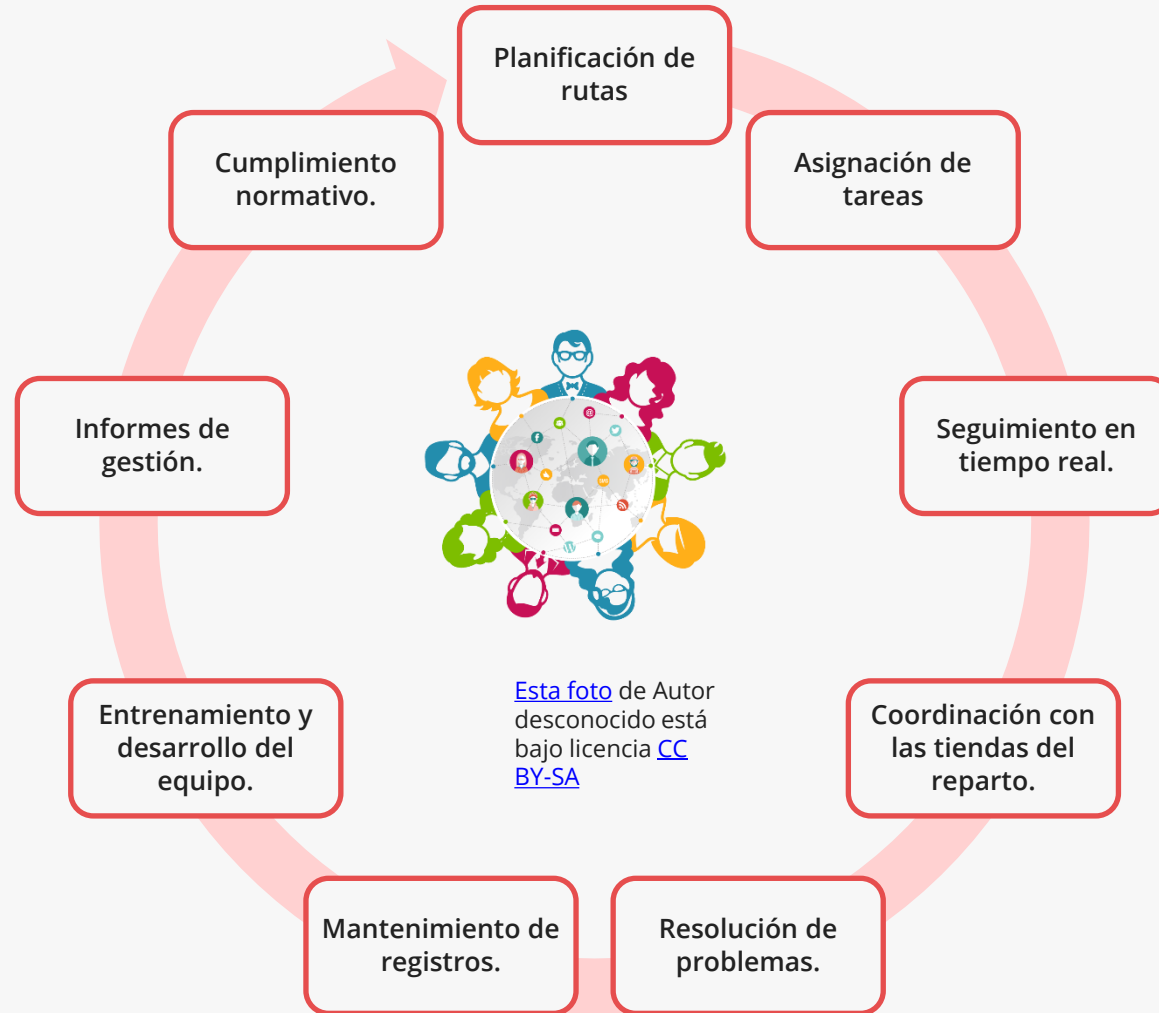 Planificación de
rutas
Asignación de
tareas
Seguimiento en
tiempo real.
Coordinación con
las tiendas del
reparto.
Resolución de
problemas.
Mantenimiento de
registros.
Entrenamiento y
desarrollo del
equipo.
Informes de
gestión.
Cumplimiento
normativo.
Esta foto de Autor
desconocido está
bajo licencia CC
BY-SA